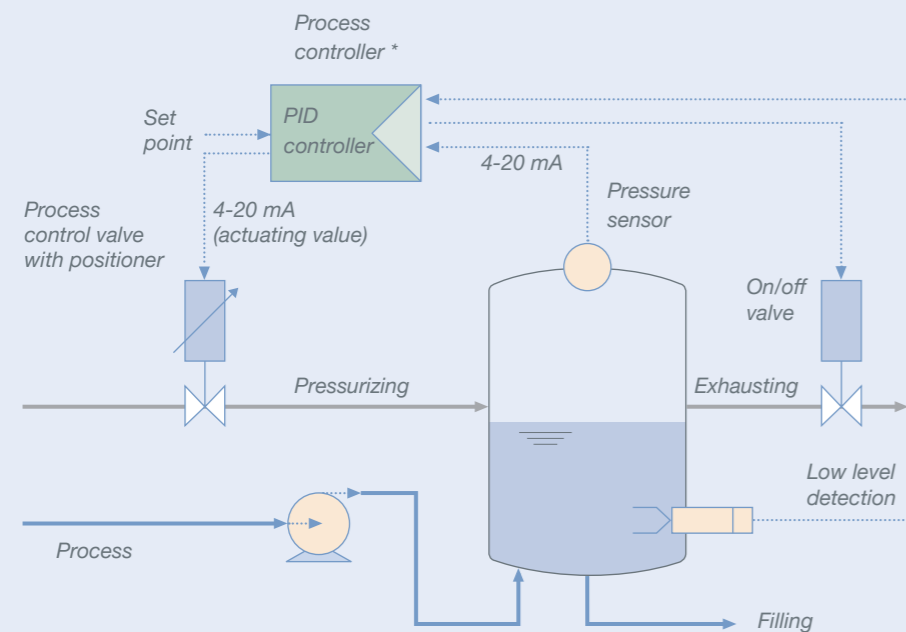 Process
controller *
PID
controller
Set
point
4-20 mA
Pressure
sensor
Process
control valve
with positioner
4-20 mA
(actuating value)
On/off
valve
Pressurizing
Exhausting
Low level
detection
Process
Filling